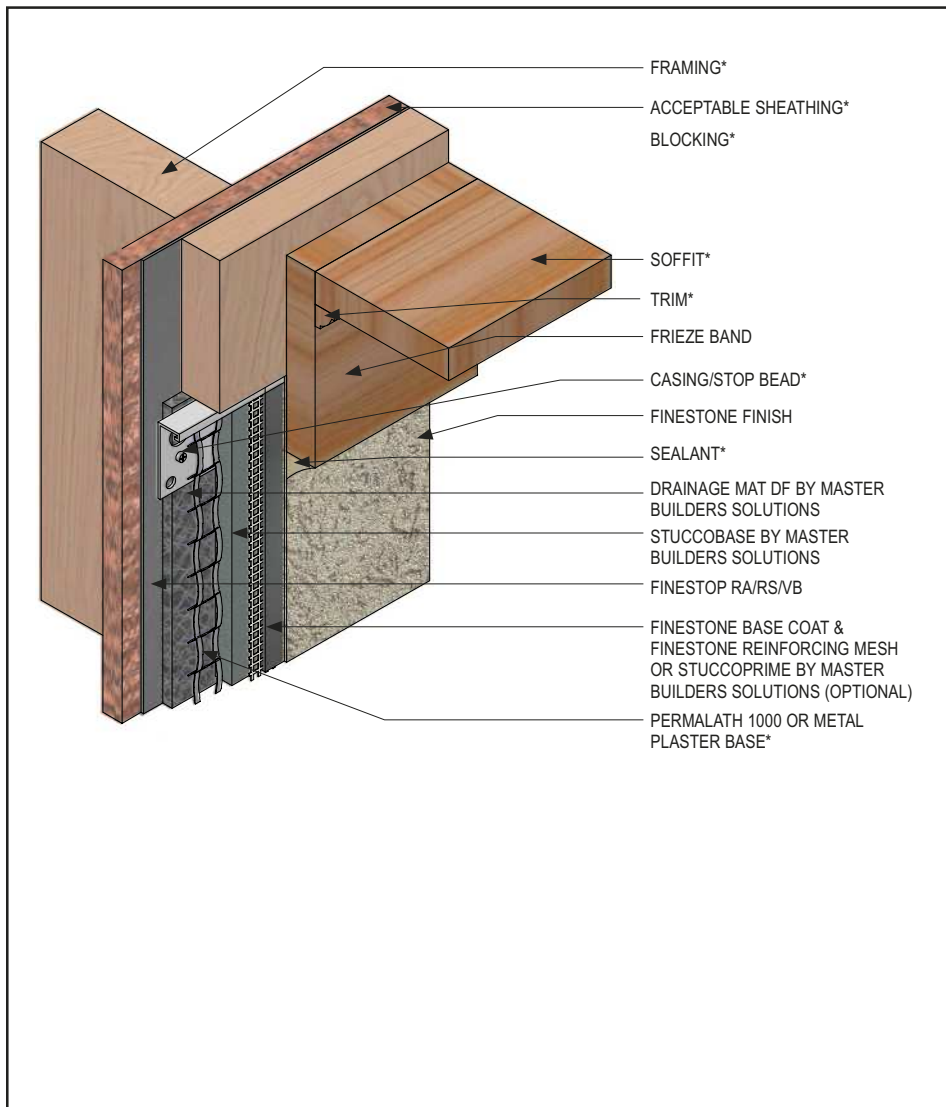 FRAMING*
ACCEPTABLE SHEATHING*
BLOCKING*
SOFFIT*
TRIM*
FRIEZE BAND
CASING/STOP BEAD*
FINESTONE FINISH
SEALANT*
DRAINAGE MAT DF BY MASTER
BUILDERS SOLUTIONS
STUCCOBASE BY MASTER
BUILDERS SOLUTIONS
FINESTOP RA/RS/VB
FINESTONE BASE COAT &
FINESTONE REINFORCING MESH
OR STUCCOPRIME BY MASTER
BUILDERS SOLUTIONS (OPTIONAL)
PERMALATH 1000 OR METAL
PLASTER BASE*